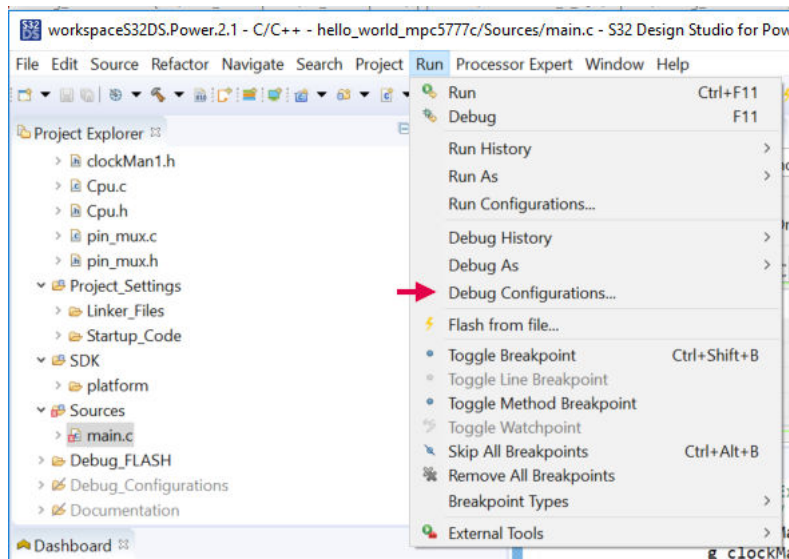 workspaceS32DS.Power.2.1 - C/C++ - hello_world_mpc5777c/Sources/main.c - S32 Design Studio for Pow
File Edit Source Refactor Navigate Search Project Run Processor Expert Window Help
Run Ctrl+F11
Debug F11
Project Explorer
Run History
clockMan1.h
Run As
Cpu.c
Run Configurations...
Cpu.h
pin_mux.c
Debug History
pin_mux.h
Debug As
Project_Settings
Debug Configurations...
Linker_Files
Flash from file...
Startup_Code
Toggle Breakpoint Ctrl+Shift+B
SDK
Toggle Line Breakpoint
platform
Toggle Method Breakpoint
Sources
Toggle Watchpoint
main.c
Skip All Breakpoints Ctrl+Alt+B
Debug_FLASH
Remove All Breakpoints
Debug_Configurations
Breakpoint Types
Documentation
External Tools
Dashboard
g_clockMa